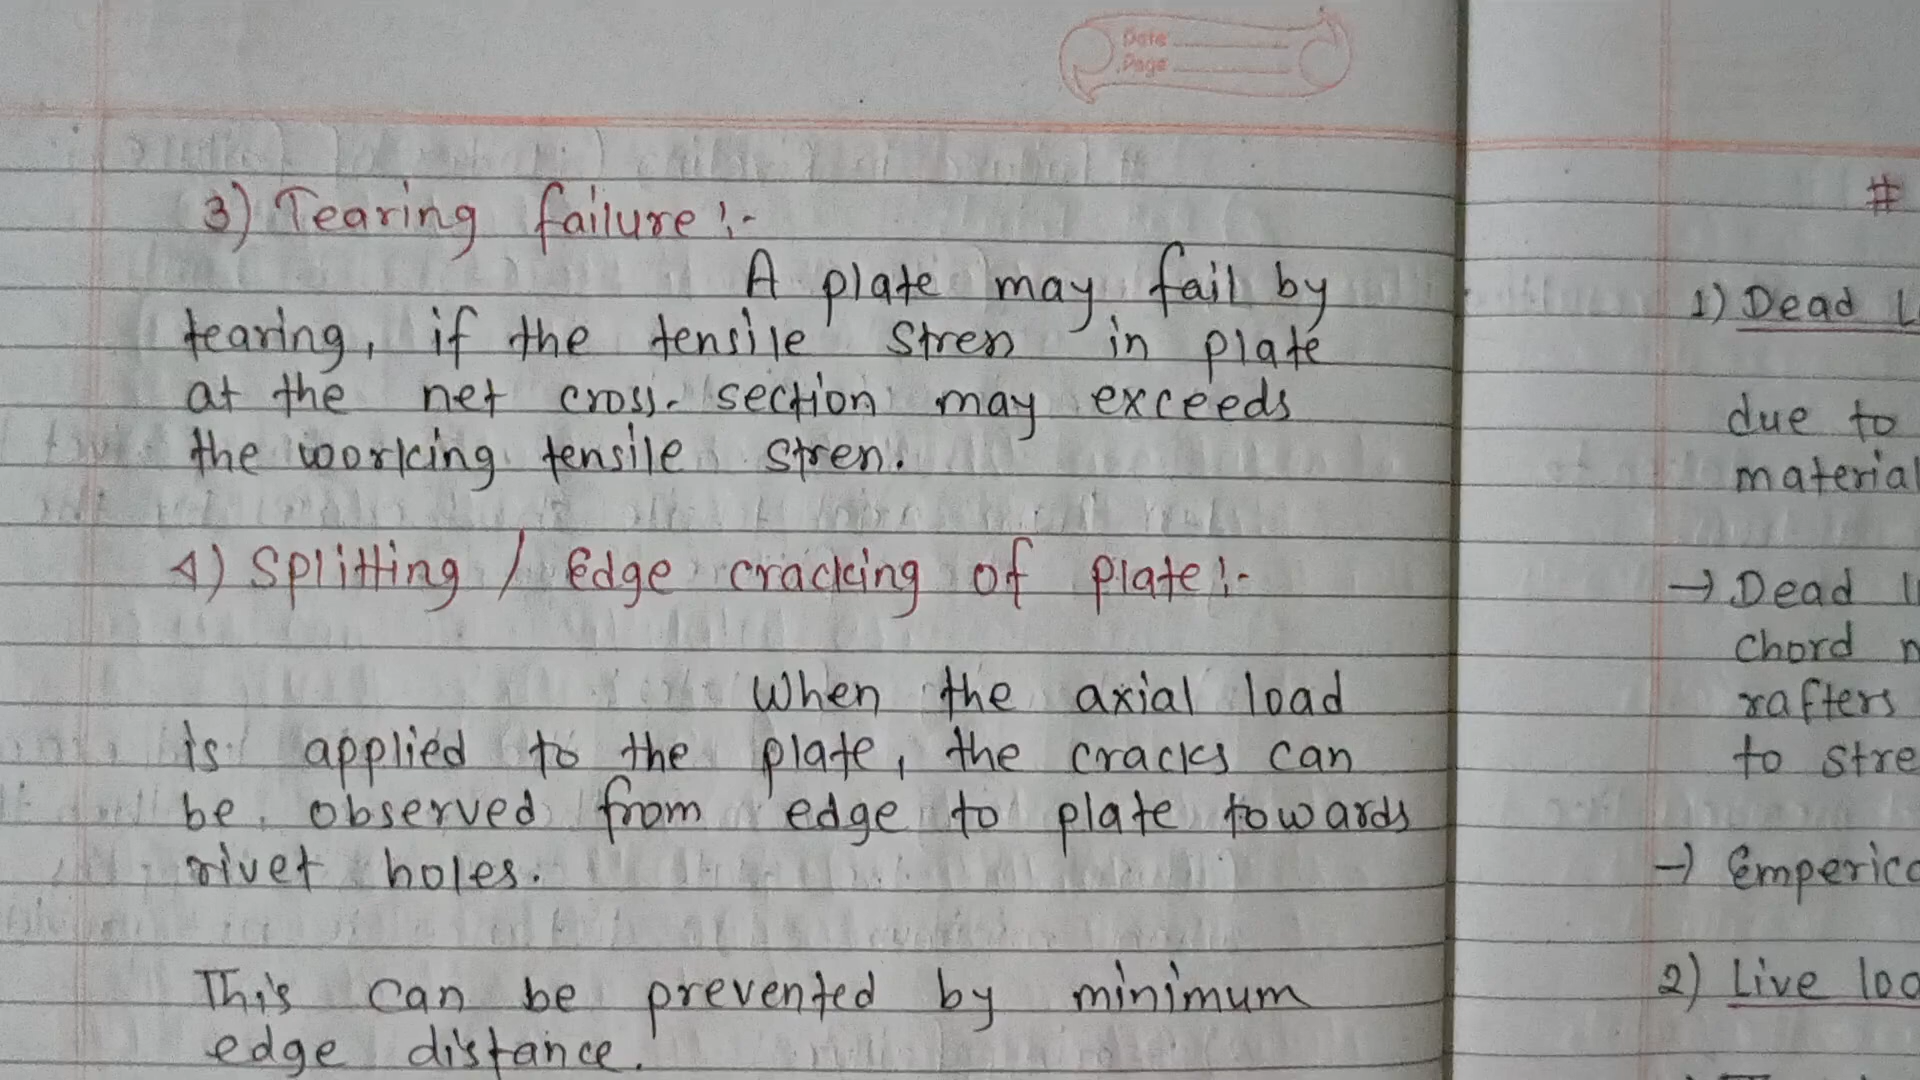 Date
Page
3) Tearing failure :-
A plate may fail by
tearing, if the tensile stress in plate
at the net cross-section may exceeds
the working tensile stress.
4) Splitting / Edge cracking of plate :-
When the axial load
is applied to the plate, the cracks can
be observed from edge to plate towards
rivet holes.
This can be prevented by minimum
edge distance.
#
1) Dead L
due to
material
→ Dead l
chord
rafters
to stre
→ Emperic
2) Live loa